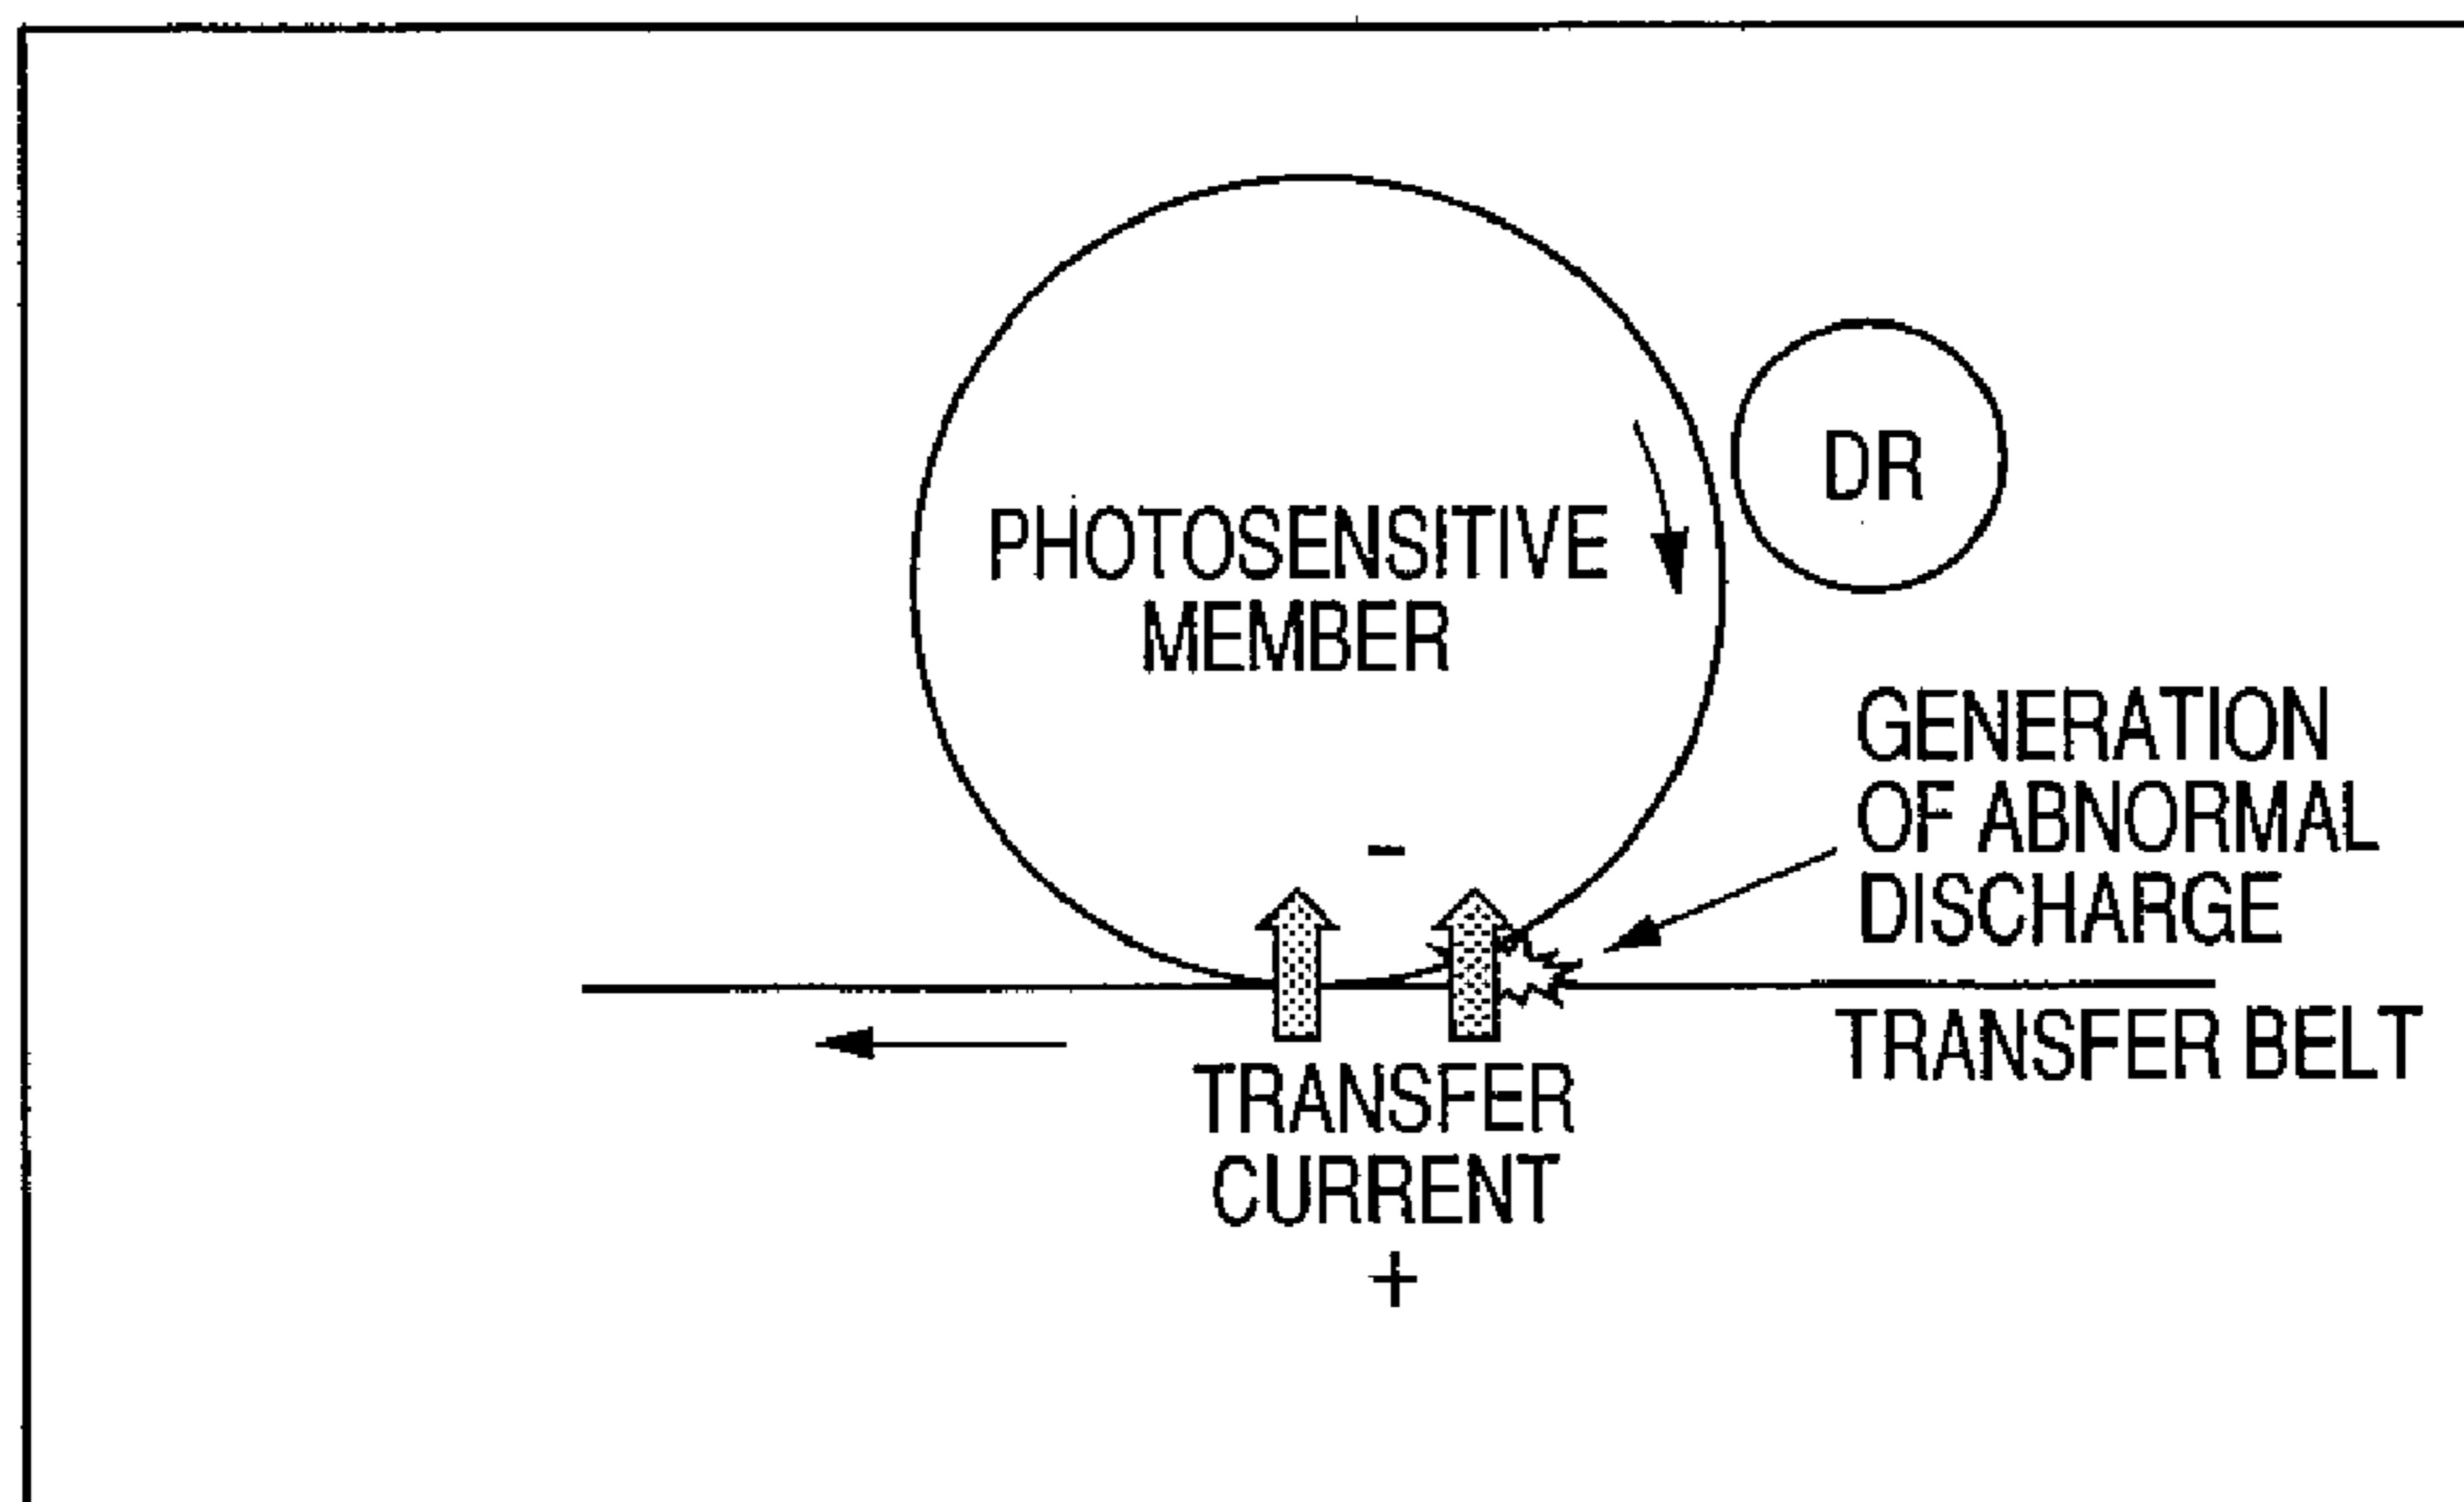 DR
PHOTOSENSITIVE
MEMBER
GENERATION
OF ABNORMAL
DISCHARGE
-
TRANSFER BELT
TRANSFER
CURRENT
+